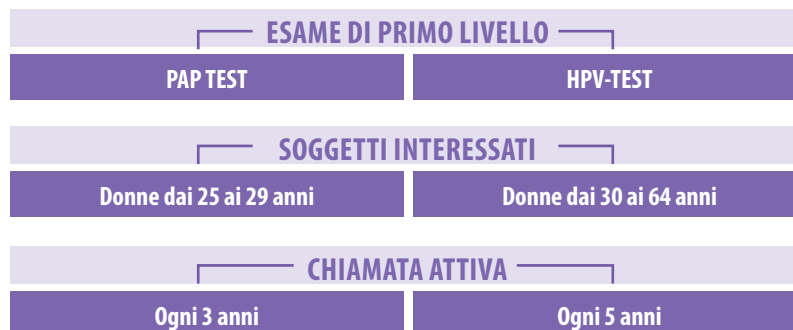 ESAME DI PRIMO LIVELLO
PAP TEST
HPV-TEST
SOGGETTI INTERESSATI
Donne dai 25 ai 29 anni
Donne dai 30 ai 64 anni
CHIAMATA ATTIVA
Ogni 3 anni
Ogni 5 anni